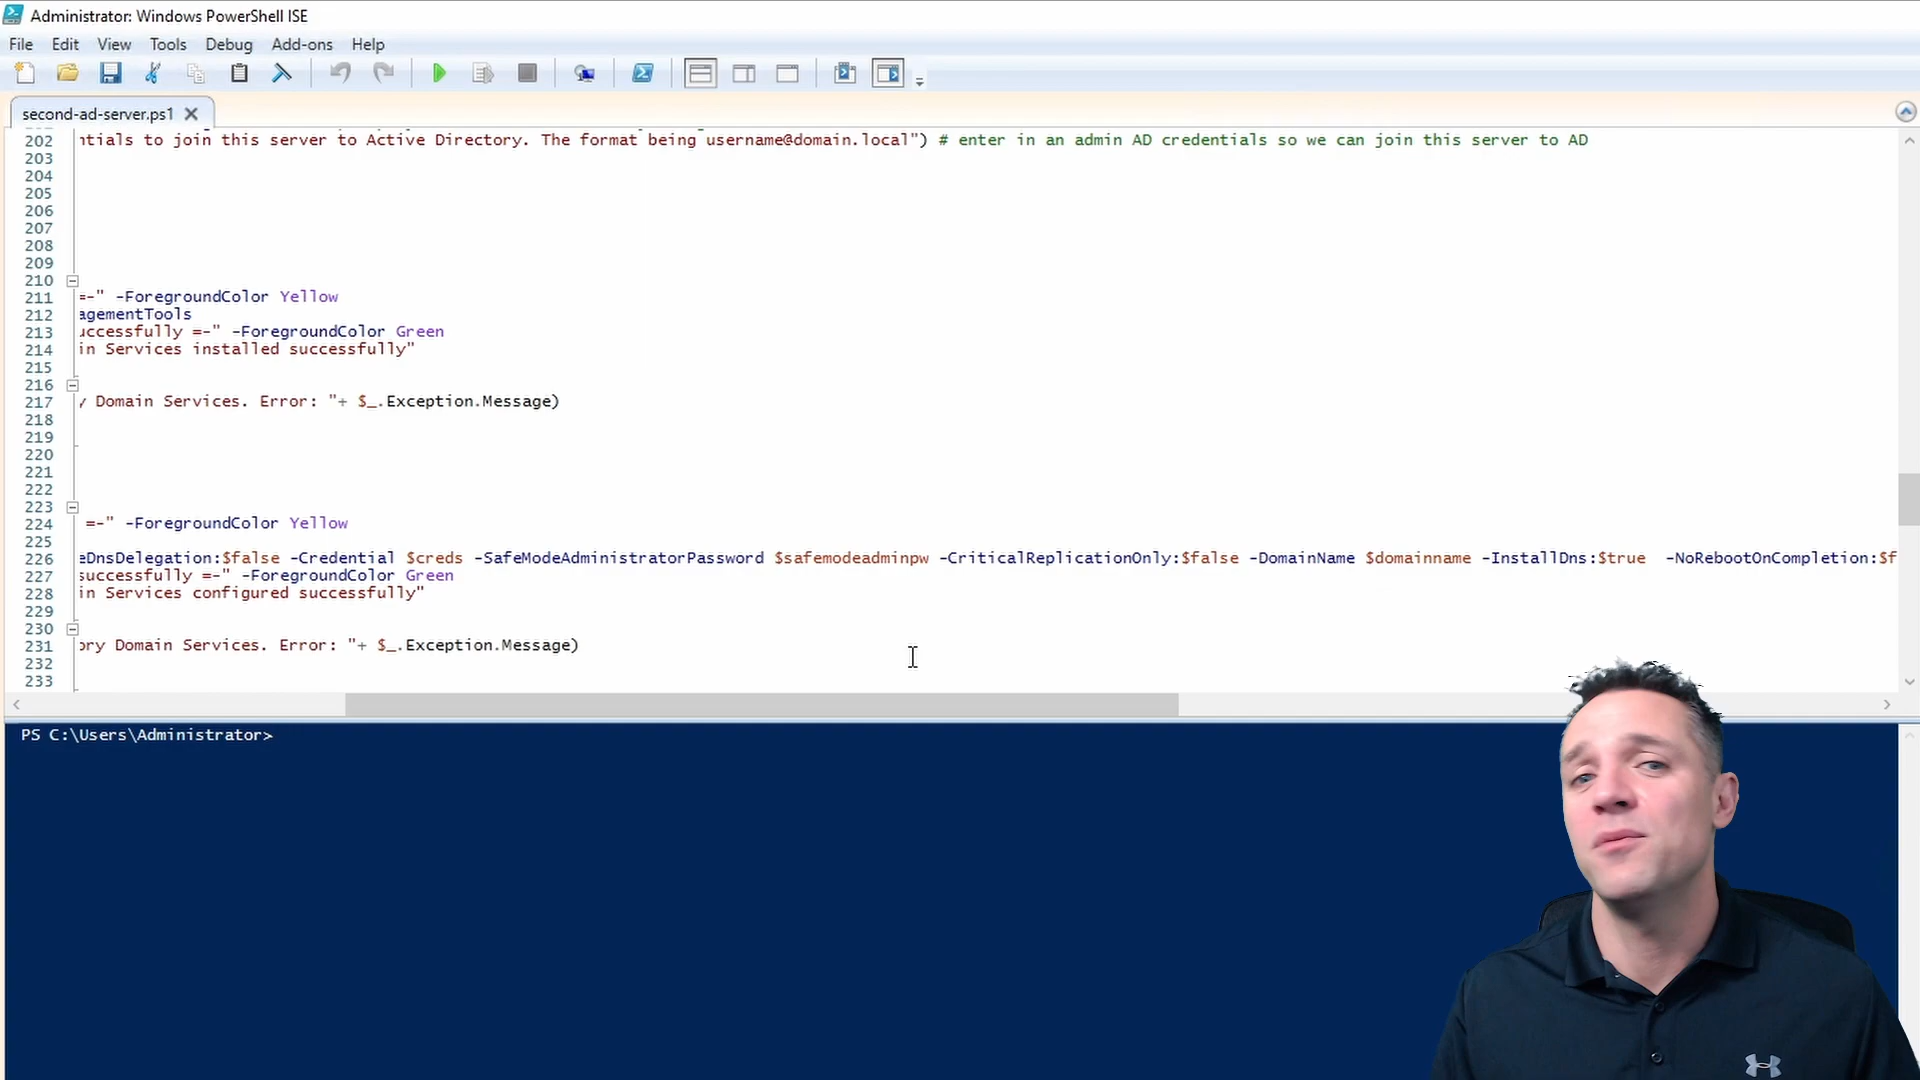 Administrator: Windows PowerShell ISE
File Edit View Tools Debug Add-ons Help
second-ad-server.ps1
202 ntials to join this server to Active Directory. The format being username@domain.local") # enter in an admin AD credentials so we can join this server to AD
203
204
205
206
207
208
209
210
211 =-" -ForegroundColor Yellow
212 agementTools
213 uccessfully =-" -ForegroundColor Green
214 in Services installed successfully"
215
216
217 y Domain Services. Error: "+ $_.Exception.Message)
218
219
220
221
222
223
224 =-" -ForegroundColor Yellow
225
226 eDnsDelegation:$false -Credential $creds -SafeModeAdministratorPassword $safemodeadminpw -CriticalReplicationOnly:$false -DomainName $domainname -InstallDns:$true -NoRebootOnCompletion:$f
227 successfully =-" -ForegroundColor Green
228 in Services configured successfully"
229
230
231 ory Domain Services. Error: "+ $_.Exception.Message)
232
233
PS C:\Users\Administrator>